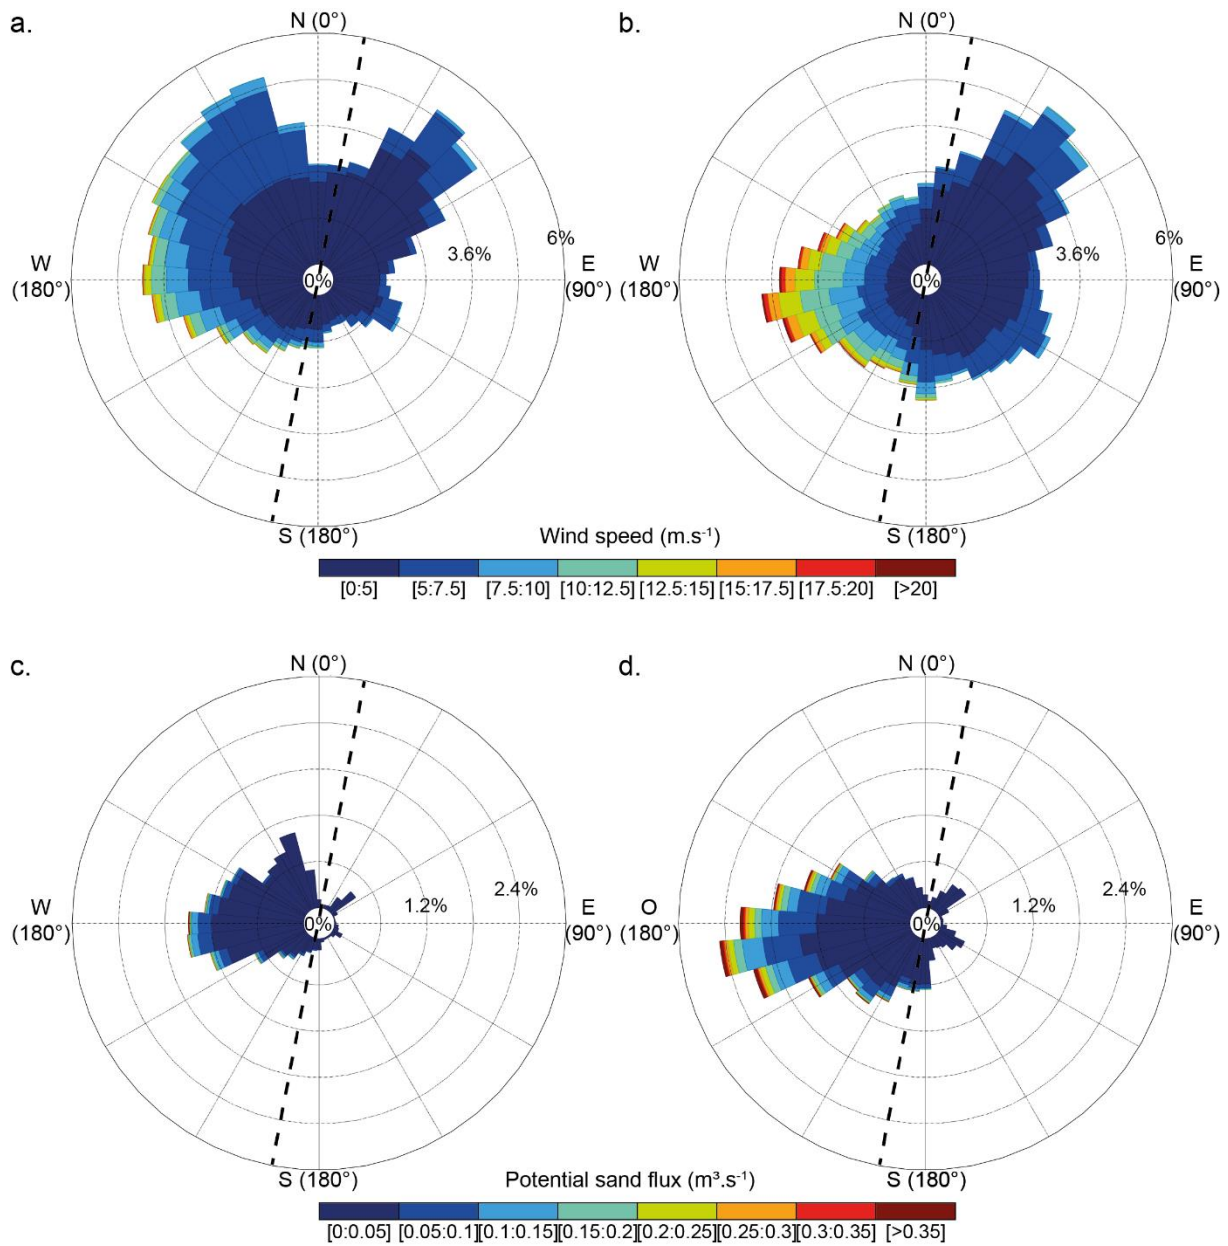 a.
N (0°)
b.
N (0°)
6%
3.6%
W
(180°)
0%
E
(90°)
6%
3.6%
W
(180°)
0%
E
(90°)
S (180°)
S (180°)
Wind speed (m.s⁻¹)
[0:5] [5:7.5] [7.5:10] [10:12.5] [12.5:15] [15:17.5] [17.5:20] [>20]
c.
N (0°)
d.
N (0°)
2.4%
1.2%
W
(180°)
0%
E
(90°)
2.4%
1.2%
O
(180°)
0%
E
(90°)
S (180°)
S (180°)
Potential sand flux (m³.s⁻¹)
[0:0.05] [0.05:0.1] [0.1:0.15] [0.15:0.2] [0.2:0.25] [0.25:0.3] [0.3:0.35] [>0.35]